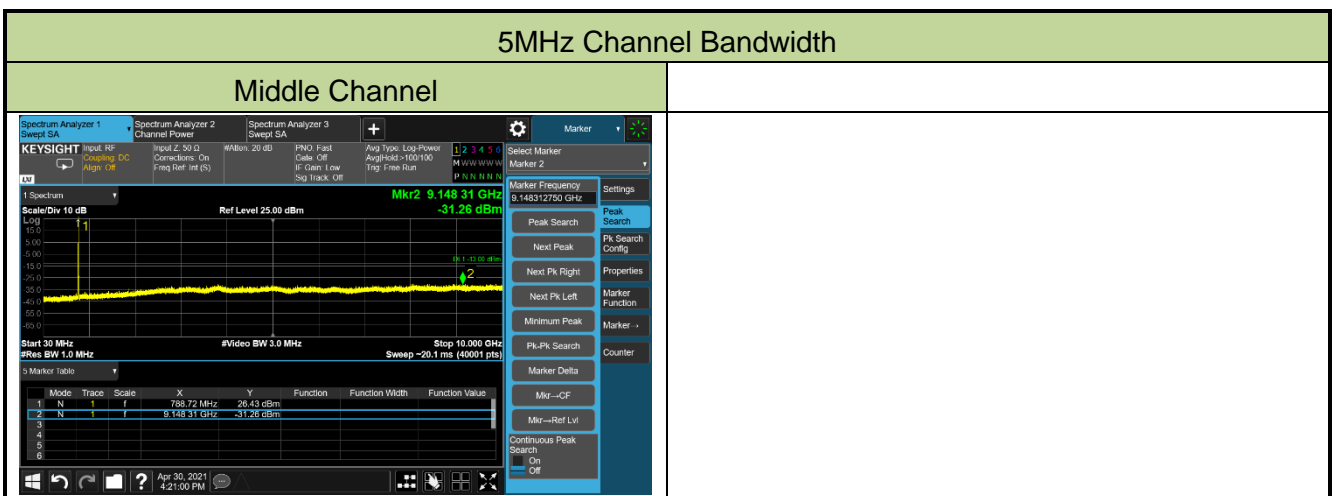 5MHz Channel Bandwidth
Middle Channel
Spectrum Analyzer 1
Swept SA
Spectrum Analyzer 2
Channel Power
Spectrum Analyzer 3
Swept SA
Marker
KEYSIGHT
Input: RF
Coupling: DC
Align: Off
Input Z: 50 Ω
Corrections: On
Freq Ref: Int (S)
#Atten: 20 dB
PNO: Fast
Gate: Off
IF Gain: Low
Sig Track: Off
Avg Type: Log-Power
Avg|Hold:>100/100
Trig: Free Run
1 2 3 4 5 6
M W W W W W
P N N N N N
LXI
Select Marker
Marker 2
1 Spectrum
Mkr2 9.148 31 GHz
Scale/Div 10 dB
Ref Level 25.00 dBm
-31.26 dBm
Log
15.0
5.00
-5.00
-15.0
-25.0
-35.0
-45.0
-55.0
-65.0
1
DL1 -13.00 dBm
2
Start 30 MHz
#Video BW 3.0 MHz
Stop 10.000 GHz
#Res BW 1.0 MHz
Sweep ~20.1 ms (40001 pts)
5 Marker Table
Mode Trace Scale X Y Function Function Width Function Value
1 N 1 f 788.72 MHz 26.43 dBm
2 N 1 f 9.148 31 GHz -31.26 dBm
3
4
5
6
Marker Frequency
9.148312750 GHz
Peak Search
Next Peak
Next Pk Right
Next Pk Left
Minimum Peak
Pk-Pk Search
Marker Delta
Mkr→CF
Mkr→Ref Lvl
Continuous Peak
Search
On
Off
Settings
Peak
Search
Pk Search
Config
Properties
Marker
Function
Marker→
Counter
?
Apr 30, 2021
4:21:00 PM